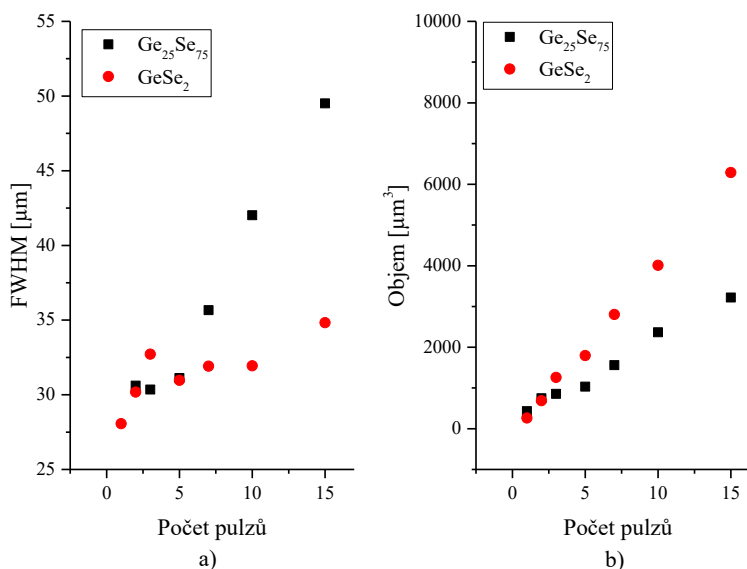 55
50
45
40
35
30
25
FWHM [µm]
Ge₂₅Se₇₅
GeSe₂
0 5 10 15
Počet pulzů
a)
10000
8000
6000
4000
2000
0
Objem [µm³]
Ge₂₅Se₇₅
GeSe₂
0 5 10 15
Počet pulzů
b)